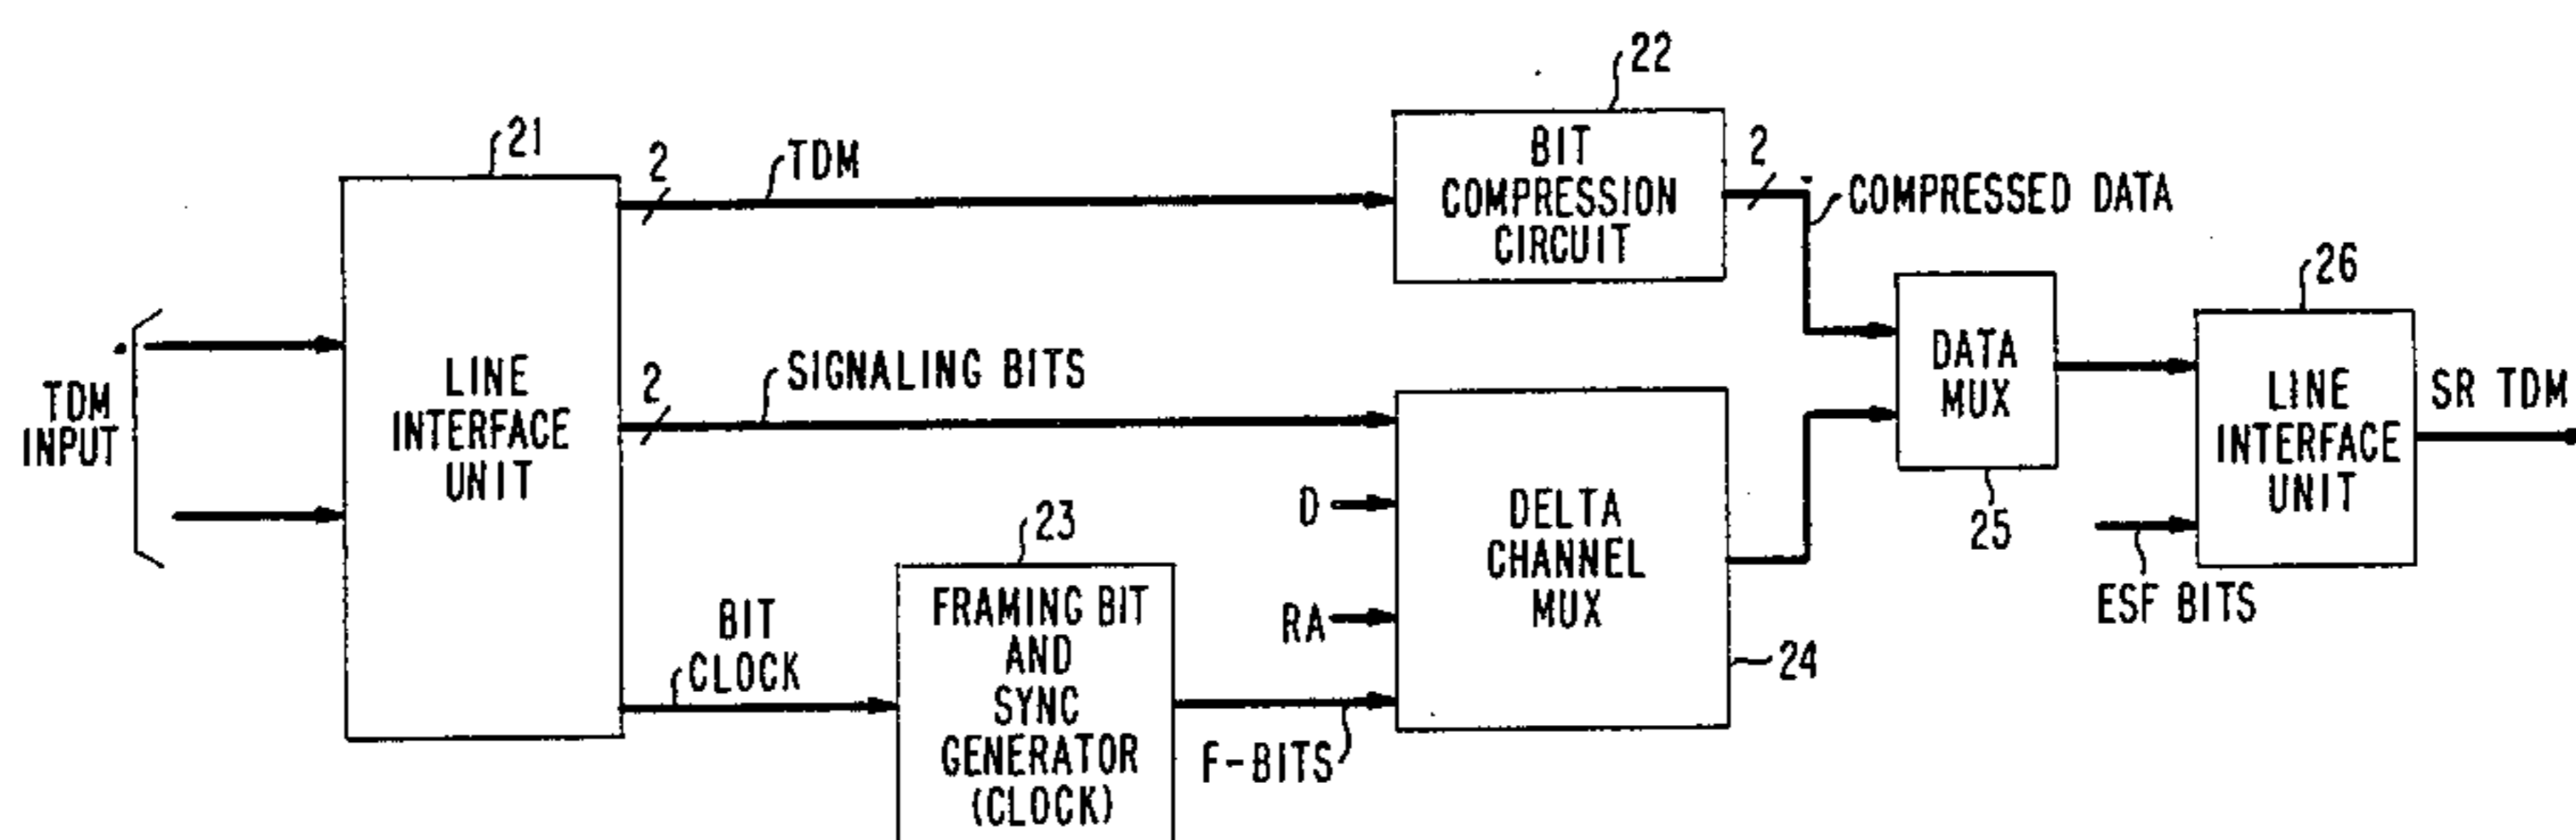 22
21
2
TDM
BIT
COMPRESSION
CIRCUIT
2
COMPRESSED DATA
TDM
INPUT
LINE
INTERFACE
UNIT
2
SIGNALING BITS
D
RA
DELTA
CHANNEL
MUX
24
DATA
MUX
25
26
LINE
INTERFACE
UNIT
SR TDM
ESF BITS
BIT
CLOCK
23
FRAMING BIT
AND
SYNC
GENERATOR
(CLOCK)
F-BITS